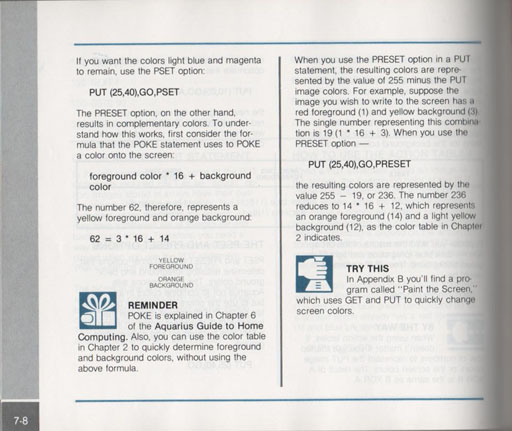 If you want the colors light blue and magenta
to remain, use the PSET option:
PUT (25,40),GO,PSET
The PRESET option, on the other hand,
results in complementary colors. To under-
stand how this works, first consider the for-
mula that the POKE statement uses to POKE
a color onto the screen:
foreground color * 16 + background
color
The number 62, therefore, represents a
yellow foreground and orange background:
62 = 3 * 16 + 14
YELLOW
FOREGROUND
ORANGE
BACKGROUND
REMINDER
POKE is explained in Chapter 6
of the Aquarius Guide to Home
Computing. Also, you can use the color table
in Chapter 2 to quickly determine foreground
and background colors, without using the
above formula.
7-8
When you use the PRESET option in a PUT
statement, the resulting colors are repre-
sented by the value of 255 minus the PUT
image colors. For example, suppose the
image you wish to write to the screen has a
red foreground (1) and yellow background (3).
The single number representing this combina-
tion is 19 (1 * 16 + 3). When you use the
PRESET option —
PUT (25,40),GO,PRESET
the resulting colors are represented by the
value 255 − 19, or 236. The number 236
reduces to 14 * 16 + 12, which represents
an orange foreground (14) and a light yellow
background (12), as the color table in Chapter
2 indicates.
TRY THIS
In Appendix B you'll find a pro-
gram called "Paint the Screen,"
which uses GET and PUT to quickly change
screen colors.